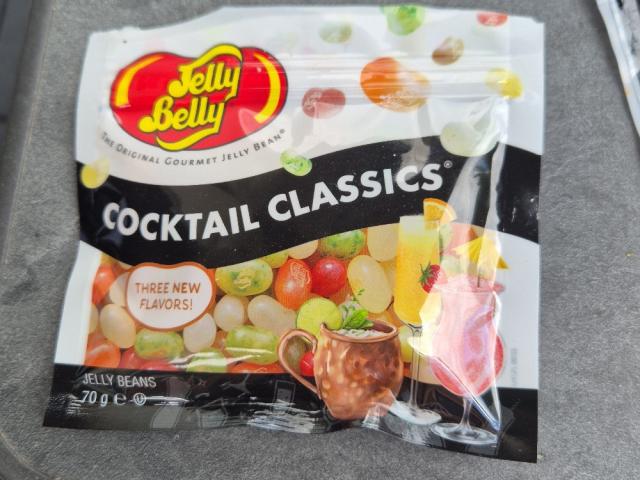 Jelly
Belly
THE ORIGINAL GOURMET JELLY BEAN®
COCKTAIL CLASSICS®
THREE NEW
FLAVORS!
JELLY BEANS
70 g ℮ U